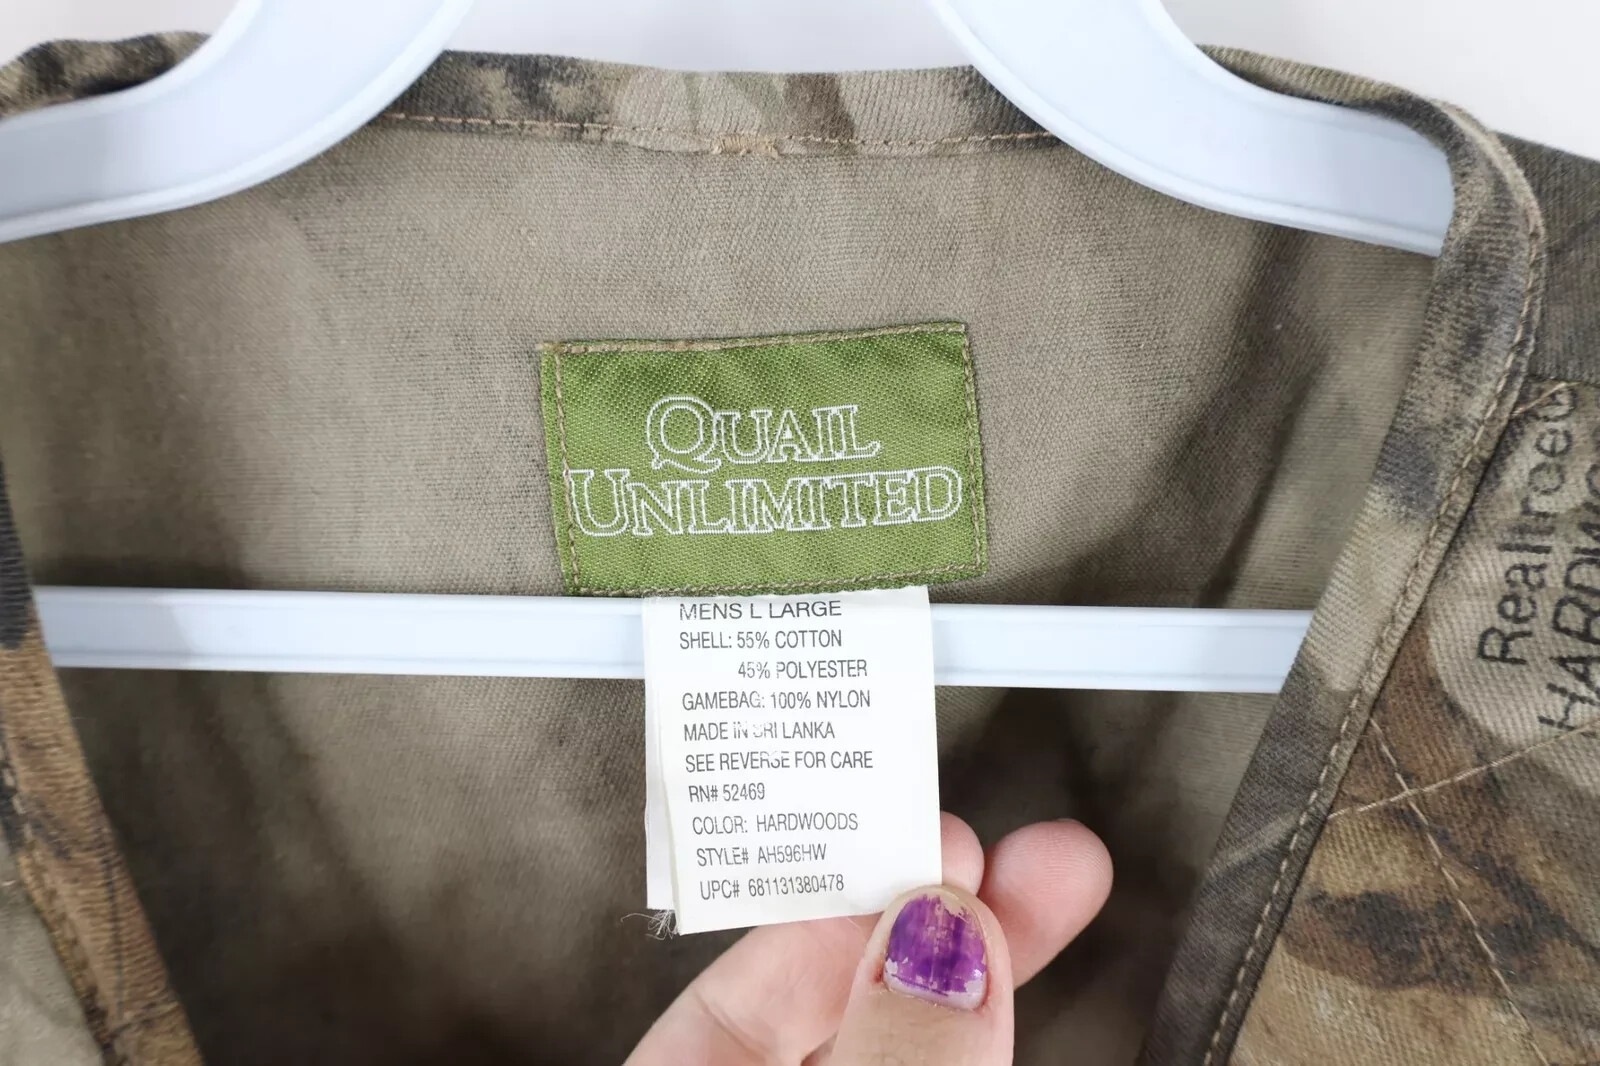 QUAIL
UNLIMITED
MENS L LARGE
SHELL: 55% COTTON
45% POLYESTER
GAMEBAG: 100% NYLON
MADE IN SRI LANKA
SEE REVERSE FOR CARE
RN# 52469
COLOR: HARDWOODS
STYLE# AH596HW
UPC# 681131380478
Realtree